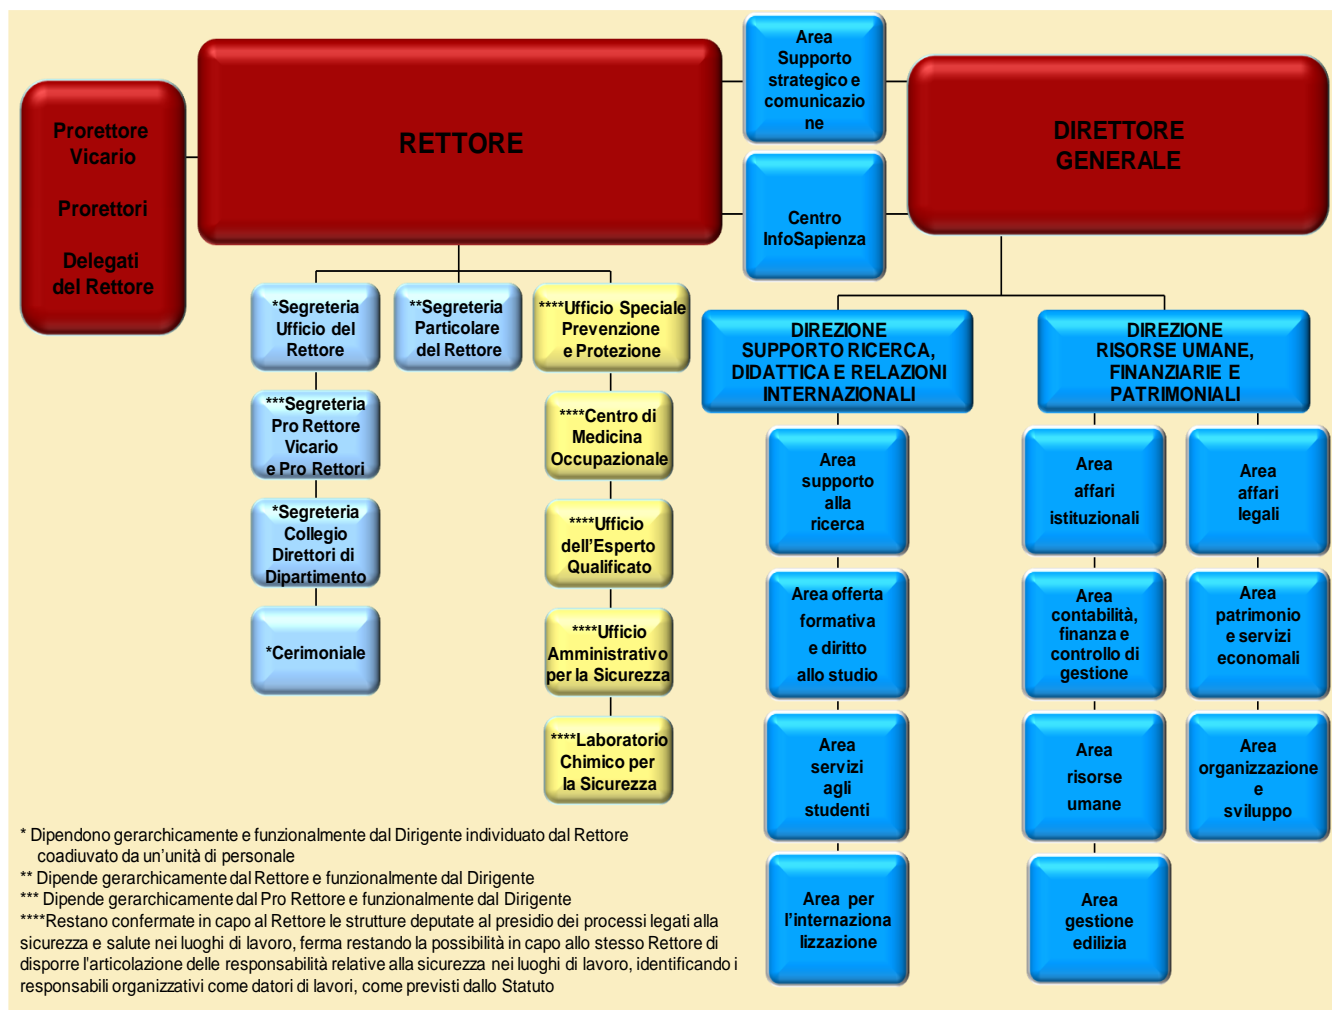 Prorettore
Vicario
Prorettori
Delegati
del Rettore
RETTORE
Area
Supporto
strategico e
comunicazio
ne
Centro
InfoSapienza
DIRETTORE
GENERALE
*Segreteria
Ufficio del
Rettore
**Segreteria
Particolare
del Rettore
****Ufficio Speciale
Prevenzione
e Protezione
***Segreteria
Pro Rettore
Vicario
e Pro Rettori
*Segreteria
Collegio
Direttori di
Dipartimento
*Cerimoniale
****Centro di
Medicina
Occupazionale
****Ufficio
dell'Esperto
Qualificato
****Ufficio
Amministrativo
per la Sicurezza
****Laboratorio
Chimico per
la Sicurezza
DIREZIONE
SUPPORTO RICERCA,
DIDATTICA E RELAZIONI
INTERNAZIONALI
Area
supporto
alla
ricerca
Area offerta
formativa
e diritto
allo studio
Area
servizi
agli
studenti
Area per
l'internaziona
lizzazione
DIREZIONE
RISORSE UMANE,
FINANZIARIE E
PATRIMONIALI
Area
affari
istituzionali
Area
contabilità,
finanza e
controllo di
gestione
Area
risorse
umane
Area
gestione
edilizia
Area
affari
legali
Area
patrimonio
e servizi
economali
Area
organizzazione
e
sviluppo
* Dipendono gerarchicamente e funzionalmente dal Dirigente individuato dal Rettore
coadiuvato da un'unità di personale
** Dipende gerarchicamente dal Rettore e funzionalmente dal Dirigente
*** Dipende gerarchicamente dal Pro Rettore e funzionalmente dal Dirigente
****Restano confermate in capo al Rettore le strutture deputate al presidio dei processi legati alla
sicurezza e salute nei luoghi di lavoro, ferma restando la possibilità in capo allo stesso Rettore di
disporre l'articolazione delle responsabilità relative alla sicurezza nei luoghi di lavoro, identificando i
responsabili organizzativi come datori di lavori, come previsti dallo Statuto